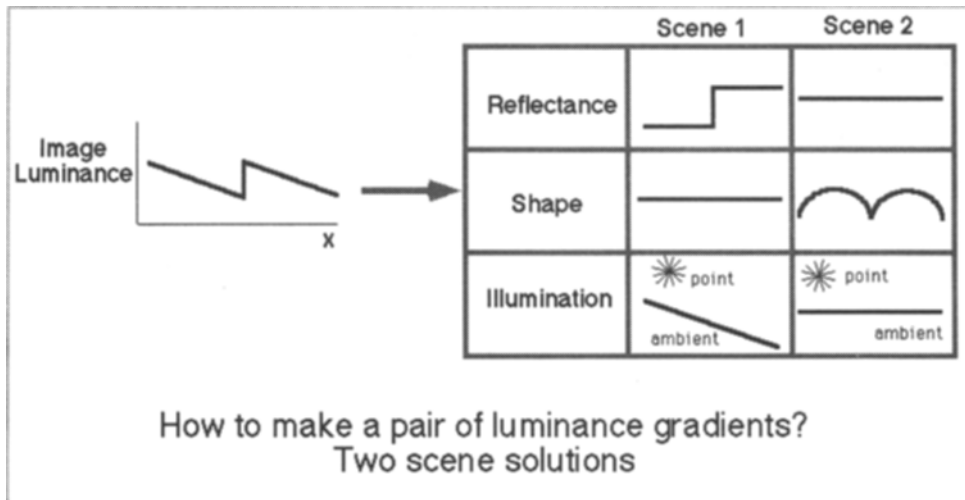 Scene 1 Scene 2
Reflectance
Image
Luminance
x
Shape
Illumination
point
ambient
point
ambient
How to make a pair of luminance gradients?
Two scene solutions